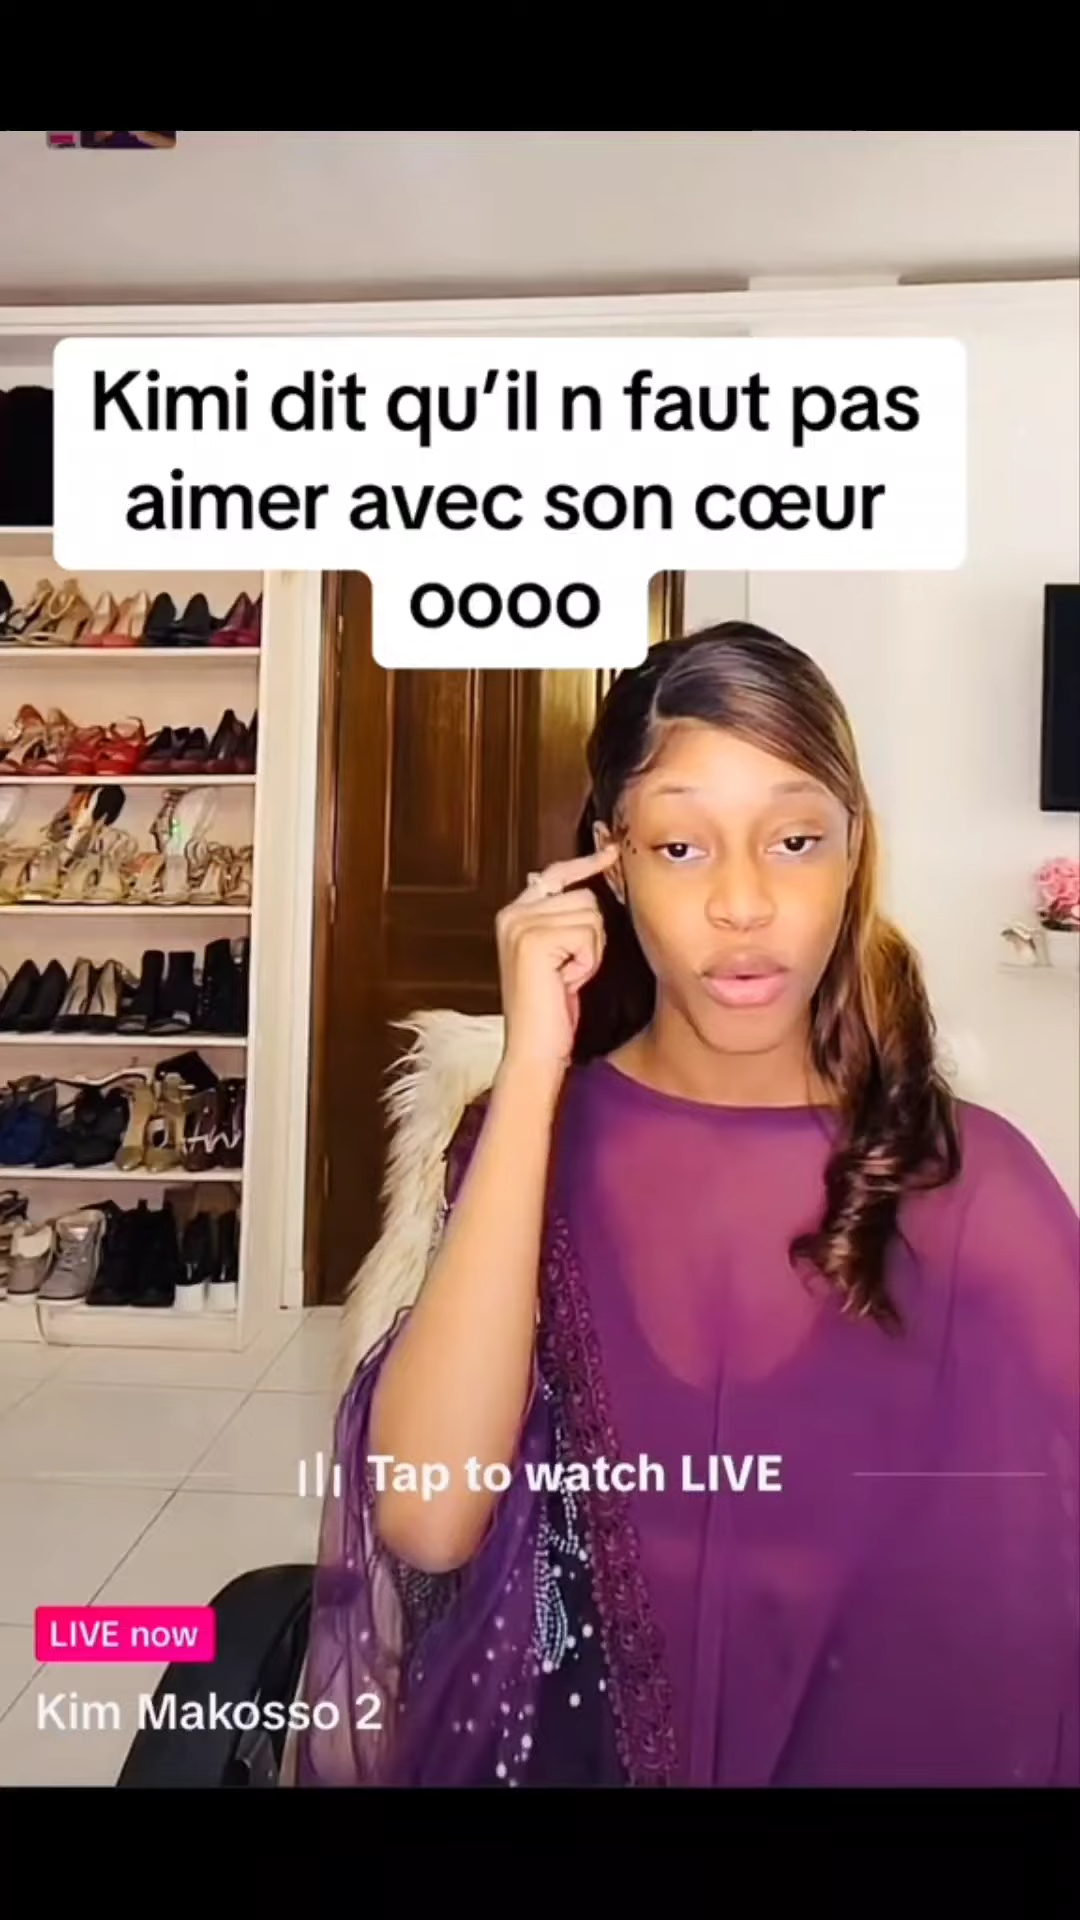 Kimi dit qu’il n faut pas
aimer avec son cœur
oooo
Tap to watch LIVE
LIVE now
Kim Makosso 2